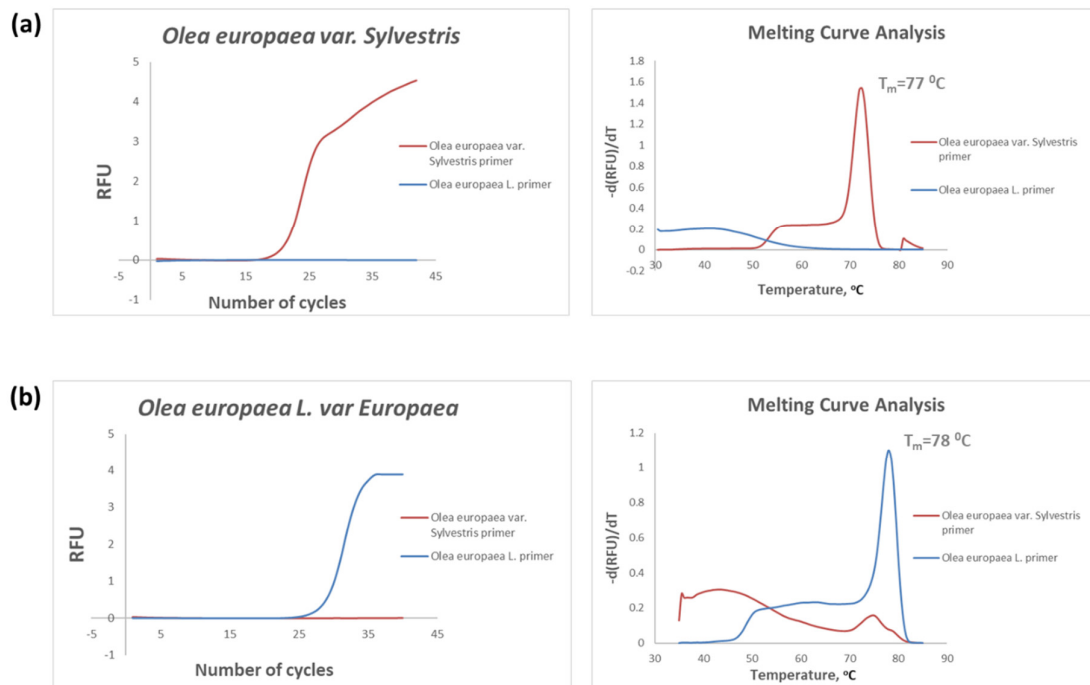 (a)
Olea europaea var. Sylvestris
5
4
3
2
1
0
-1
-5
5
15
25
35
45
RFU
Number of cycles
Olea europaea var.
Sylvestris primer
Olea europaea L. primer
Melting Curve Analysis
Tm=77 ⁰C
1.8
1.6
1.4
1.2
1
0.8
0.6
0.4
0.2
0
-0.2
30
40
50
60
70
80
90
-d(RFU)/dT
Temperature, °C
Olea europaea var. Sylvestris
primer
Olea europaea L. primer
(b)
Olea europaea L. var Europaea
5
4
3
2
1
0
-1
-5
5
15
25
35
45
RFU
Number of cycles
Olea europaea var.
Sylvestris primer
Olea europaea L. primer
Melting Curve Analysis
Tm=78 ⁰C
1.2
1
0.8
0.6
0.4
0.2
0
30
40
50
60
70
80
90
-d(RFU)/dT
Temperature, °C
Olea europaea var. Sylvestris
primer
Olea europaea L. primer